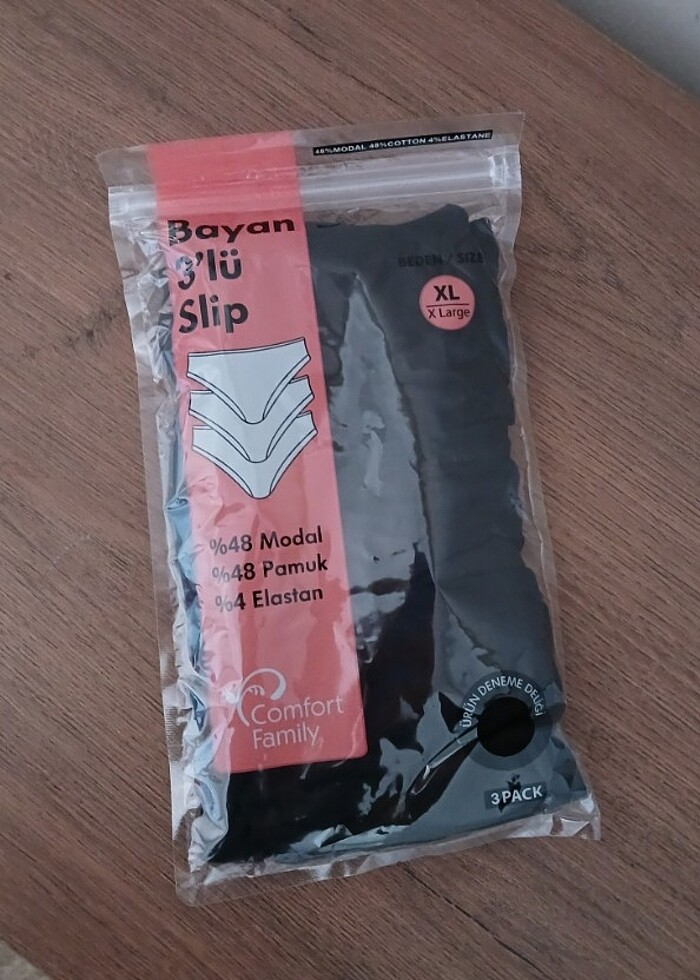 48%MODAL 48%COTTON 4%ELASTANE
Bayan
3'lü
Slip
BEDEN / SIZE
XL
X Large
%48 Modal
%48 Pamuk
%4 Elastan
Comfort
Family
ÜRÜN DENEME DELİĞİ
3 PACK